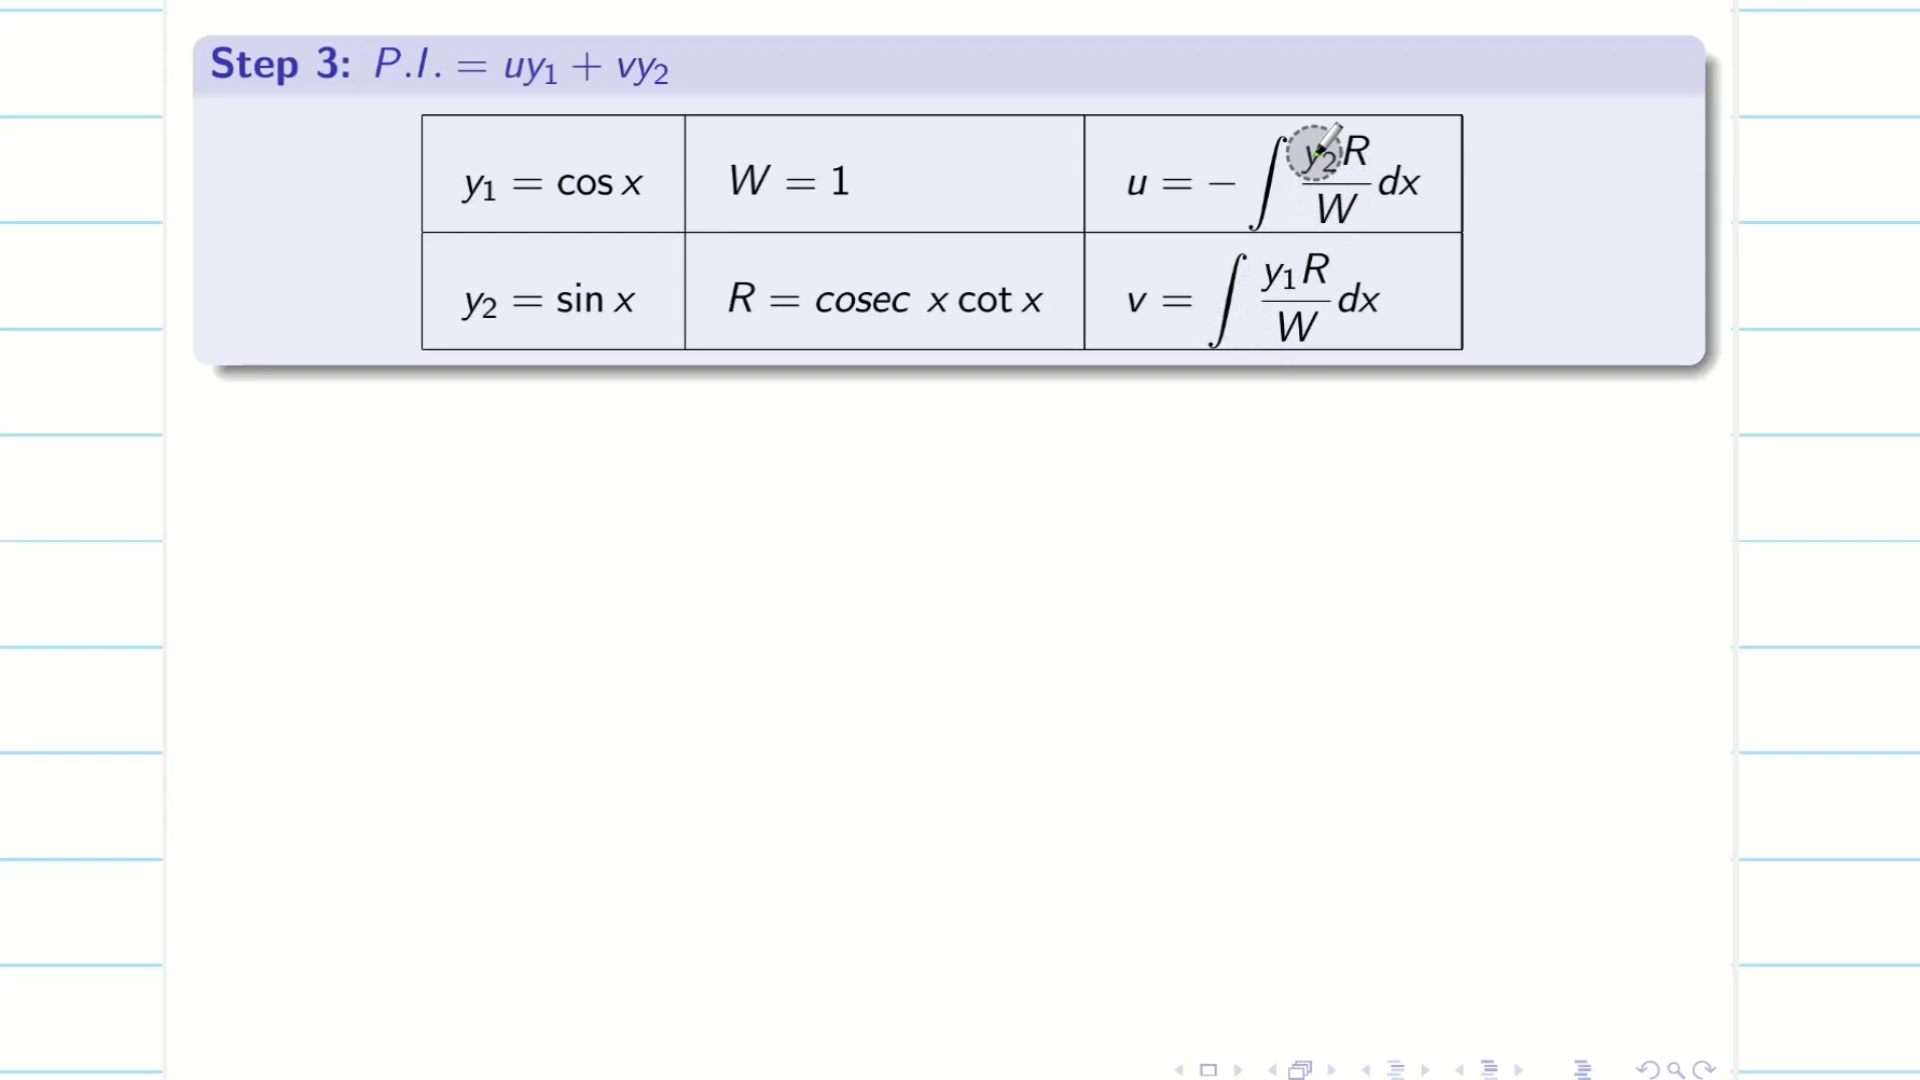 Step 3: P.I. = uy₁ + vy₂
y₁ = cos x
W = 1
u = − ∫ y₂R/W dx
y₂ = sin x
R = cosec x cot x
v = ∫ y₁R/W dx